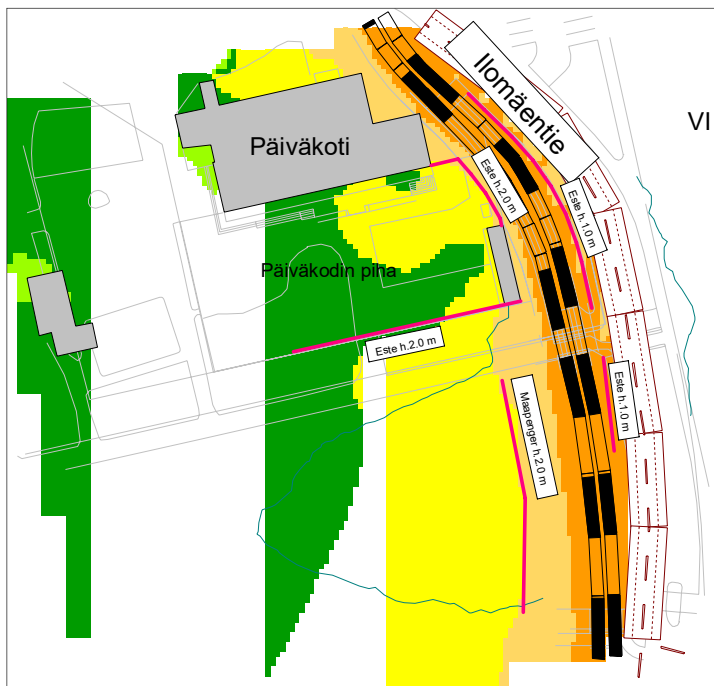 Ilomäentie
VI
Päiväkoti
Este h.2.0 m
Este h.1.0 m
Päiväkodin piha
Este h.2.0 m
Este h.1.0 m
Maapenger h.2.0 m